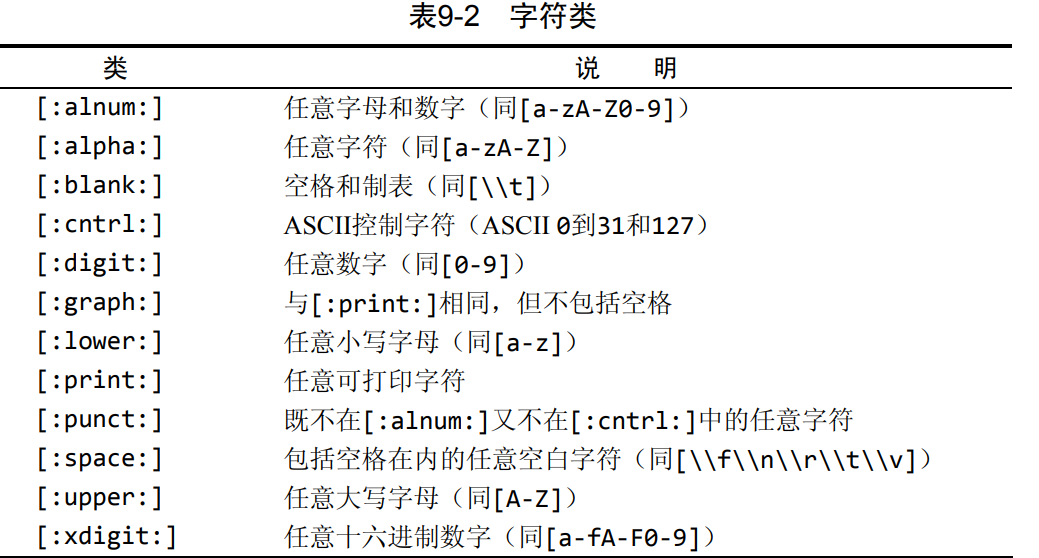 表9-2 字符类
类 说 明
[:alnum:] 任意字母和数字（同[a-zA-Z0-9]）
[:alpha:] 任意字符（同[a-zA-Z]）
[:blank:] 空格和制表（同[\\t]）
[:cntrl:] ASCII控制字符（ASCII 0到31和127）
[:digit:] 任意数字（同[0-9]）
[:graph:] 与[:print:]相同，但不包括空格
[:lower:] 任意小写字母（同[a-z]）
[:print:] 任意可打印字符
[:punct:] 既不在[:alnum:]又不在[:cntrl:]中的任意字符
[:space:] 包括空格在内的任意空白字符（同[\\f\\n\\r\\t\\v]）
[:upper:] 任意大写字母（同[A-Z]）
[:xdigit:] 任意十六进制数字（同[a-fA-F0-9]）